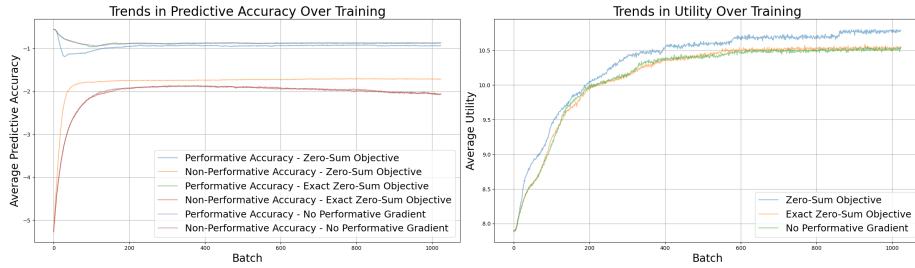 Trends in Predictive Accuracy Over Training
Average Predictive Accuracy
−1
−2
−3
−4
−5
0
200
400
600
800
1000
Batch
Performative Accuracy - Zero-Sum Objective
Non-Performative Accuracy - Zero-Sum Objective
Performative Accuracy - Exact Zero-Sum Objective
Non-Performative Accuracy - Exact Zero-Sum Objective
Performative Accuracy - No Performative Gradient
Non-Performative Accuracy - No Performative Gradient
Trends in Utility Over Training
Average Utility
10.5
10.0
9.5
9.0
8.5
8.0
0
200
400
600
800
1000
Batch
Zero-Sum Objective
Exact Zero-Sum Objective
No Performative Gradient